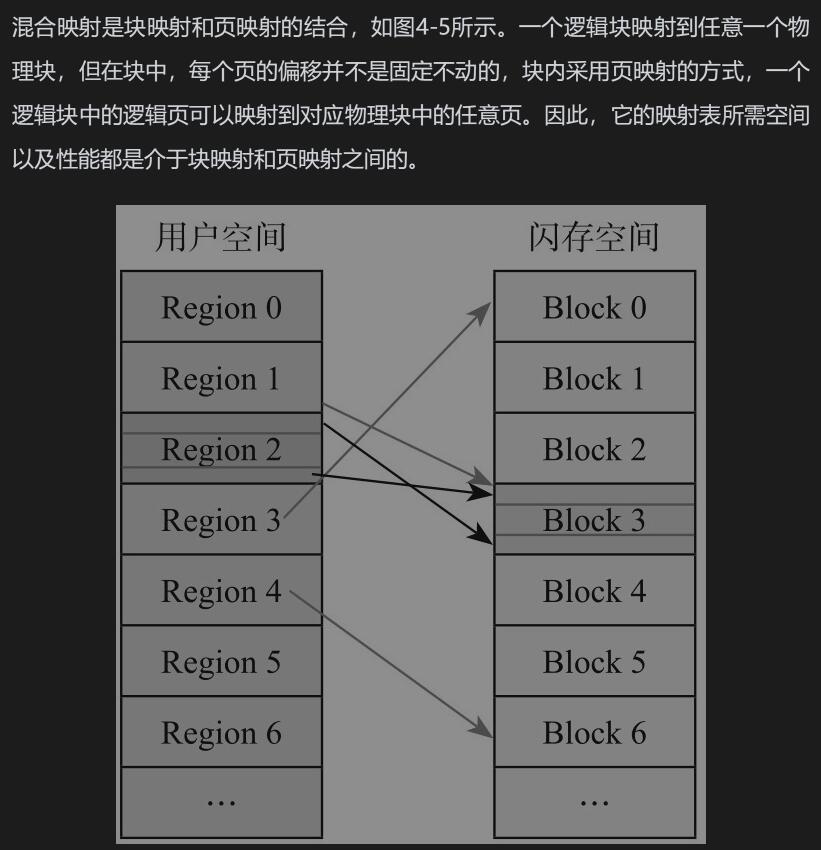 混合映射是块映射和页映射的结合，如图4-5所示。一个逻辑块映射到任意一个物
理块，但在块中，每个页的偏移并不是固定不动的，块内采用页映射的方式，一个
逻辑块中的逻辑页可以映射到对应物理块中的任意页。因此，它的映射表所需空间
以及性能都是介于块映射和页映射之间的。
用户空间
闪存空间
Region 0
Block 0
Region 1
Block 1
Region 2
Block 2
Region 3
Block 3
Region 4
Block 4
Region 5
Block 5
Region 6
Block 6
…
…